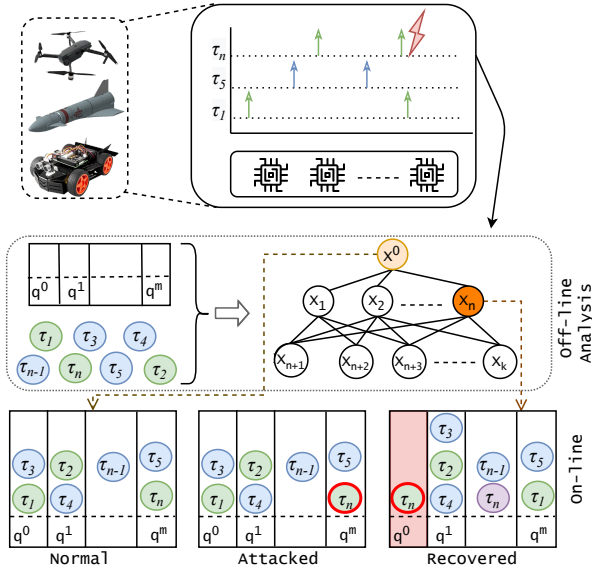 τn
τ5
τ1
q⁰ q¹ qᵐ
τ1 τ3 τ4
τn-1 τn τ5 τ2
x⁰
x1 x2 xn
xn+1 xn+2 xn+3 xk
Off-line
Analysis
τ3 τ2 τn-1 τ5
τ1 τ4 τn
q⁰ q¹ qᵐ
Normal
τ3 τ2 τn-1 τ5
τ1 τ4 τn
q⁰ q¹ qᵐ
Attacked
τ3
τ2 τn-1 τ5
τn τ4 τn τ1
q⁰ q¹ qᵐ
Recovered
On-line